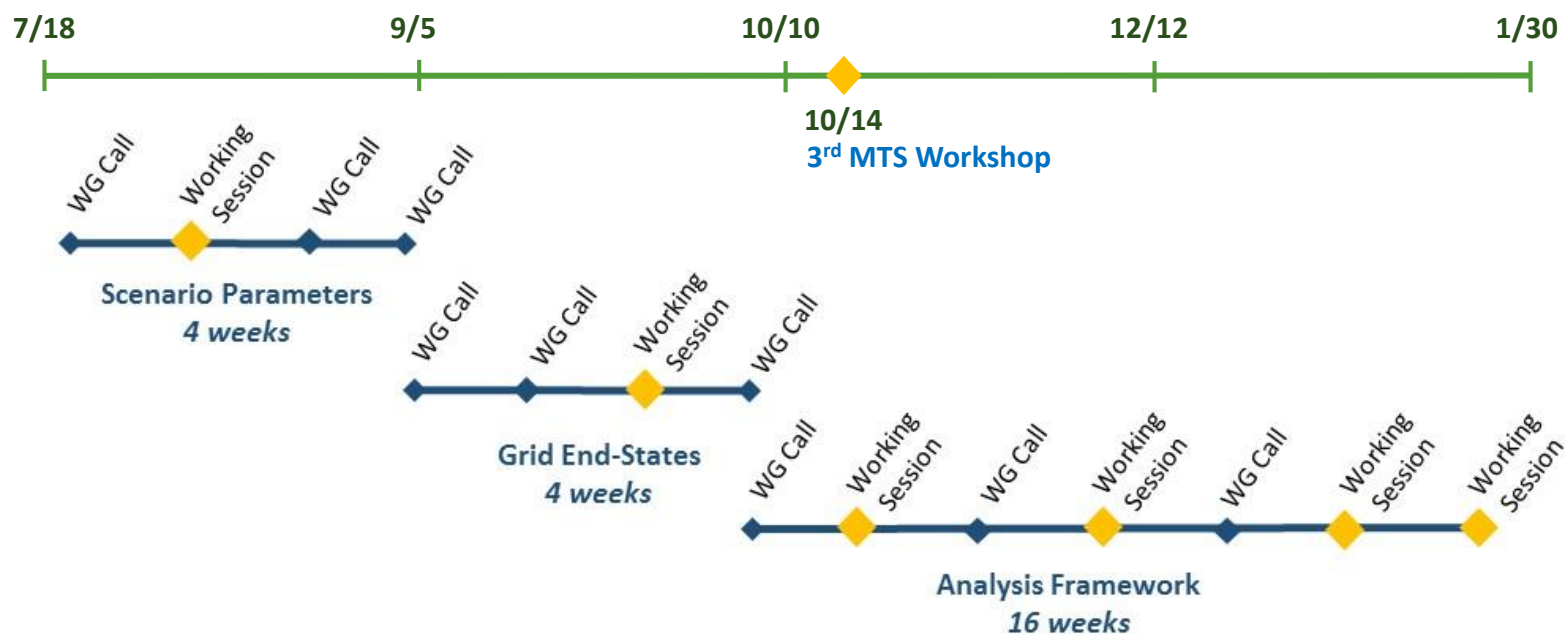 7/18
9/5
10/10
12/12
1/30
10/14
3rd MTS Workshop
WG Call
Working
Session
WG Call
WG Call
Scenario Parameters
4 weeks
WG Call
WG Call
Working
Session
WG Call
Grid End-States
4 weeks
WG Call
Working
Session
WG Call
Working
Session
WG Call
Working
Session
Working
Session
Analysis Framework
16 weeks